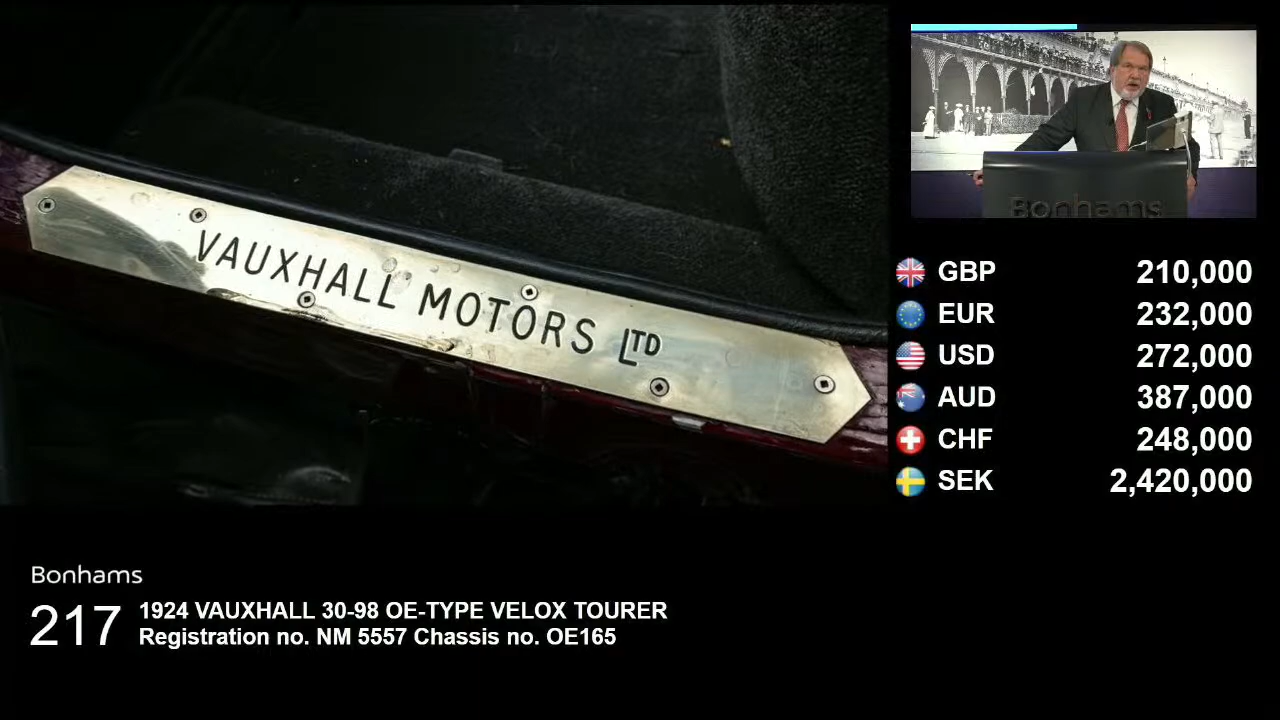 VAUXHALL MOTORS LTD
Bonhams
GBP 210,000
EUR 232,000
USD 272,000
AUD 387,000
CHF 248,000
SEK 2,420,000
Bonhams
217
1924 VAUXHALL 30-98 OE-TYPE VELOX TOURER
Registration no. NM 5557 Chassis no. OE165